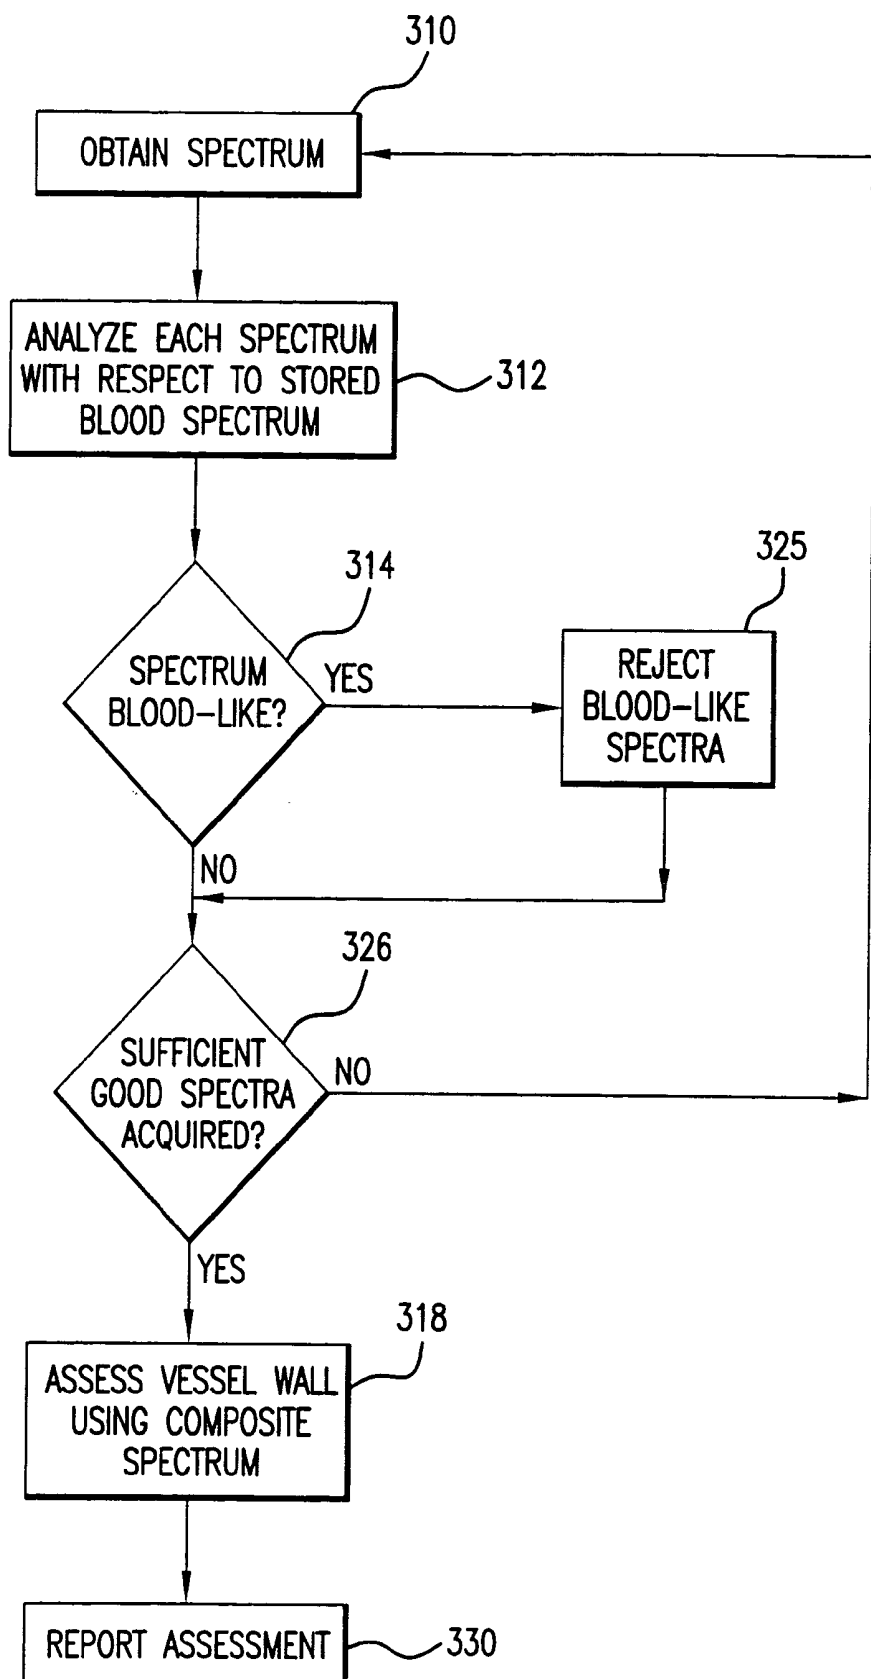 310
OBTAIN SPECTRUM
ANALYZE EACH SPECTRUM
WITH RESPECT TO STORED
BLOOD SPECTRUM
312
314
SPECTRUM
BLOOD-LIKE?
YES
325
REJECT
BLOOD-LIKE
SPECTRA
NO
326
SUFFICIENT
GOOD SPECTRA
ACQUIRED?
NO
YES
318
ASSESS VESSEL WALL
USING COMPOSITE
SPECTRUM
REPORT ASSESSMENT
330